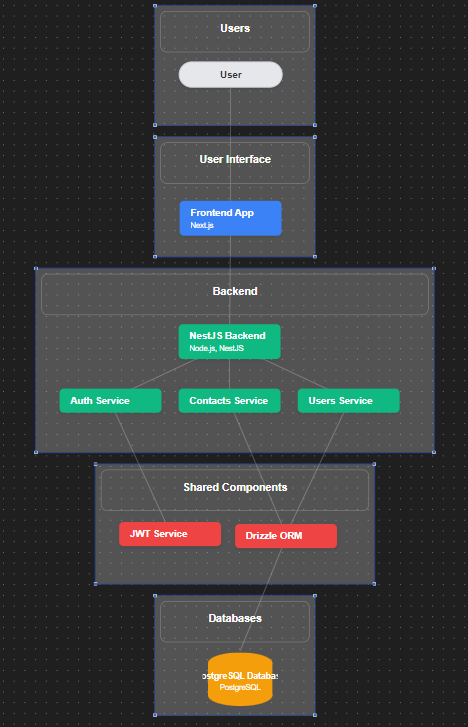 Users
User
User Interface
Frontend App
Next.js
Backend
NestJS Backend
Node.js, NestJS
Auth Service
Contacts Service
Users Service
Shared Components
JWT Service
Drizzle ORM
Databases
ostgreSQL Databas
PostgreSQL